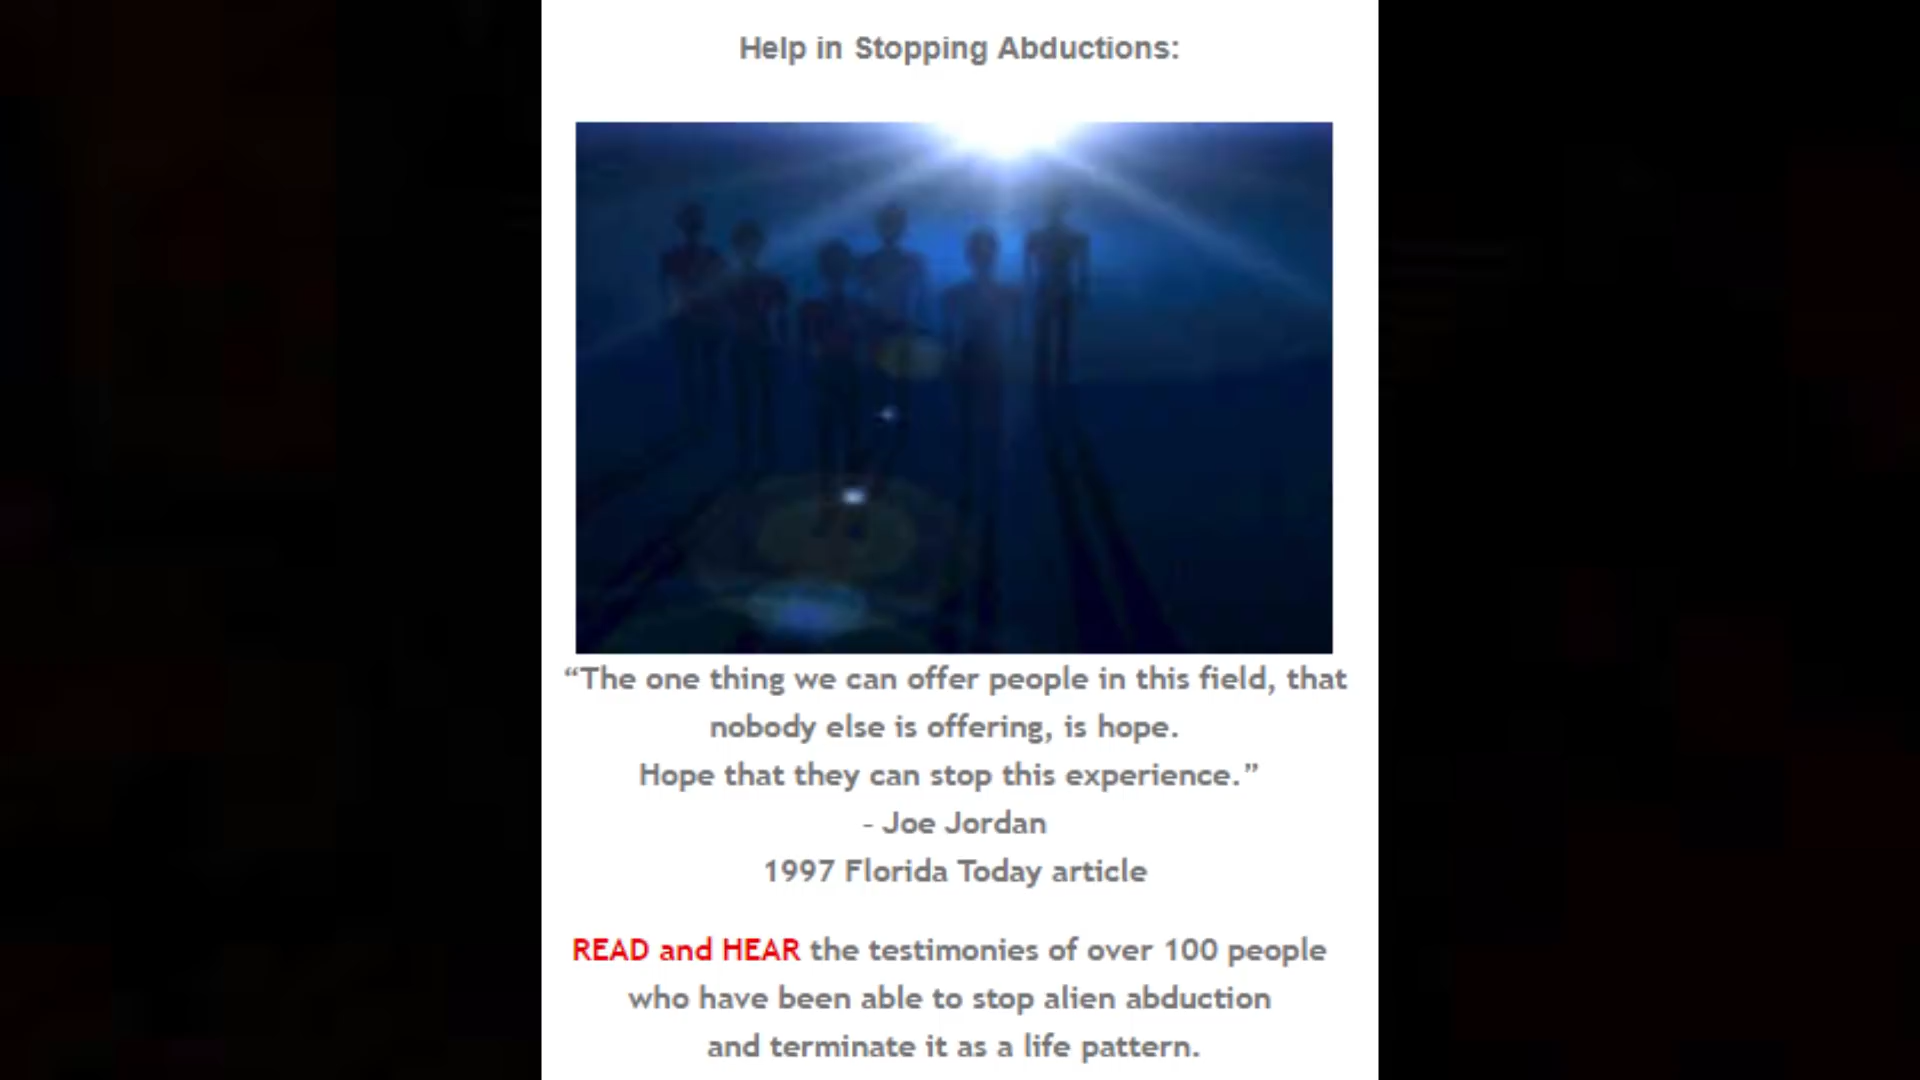 Help in Stopping Abductions:
“The one thing we can offer people in this field, that
nobody else is offering, is hope.
Hope that they can stop this experience.”
- Joe Jordan
1997 Florida Today article
READ and HEAR the testimonies of over 100 people
who have been able to stop alien abduction
and terminate it as a life pattern.